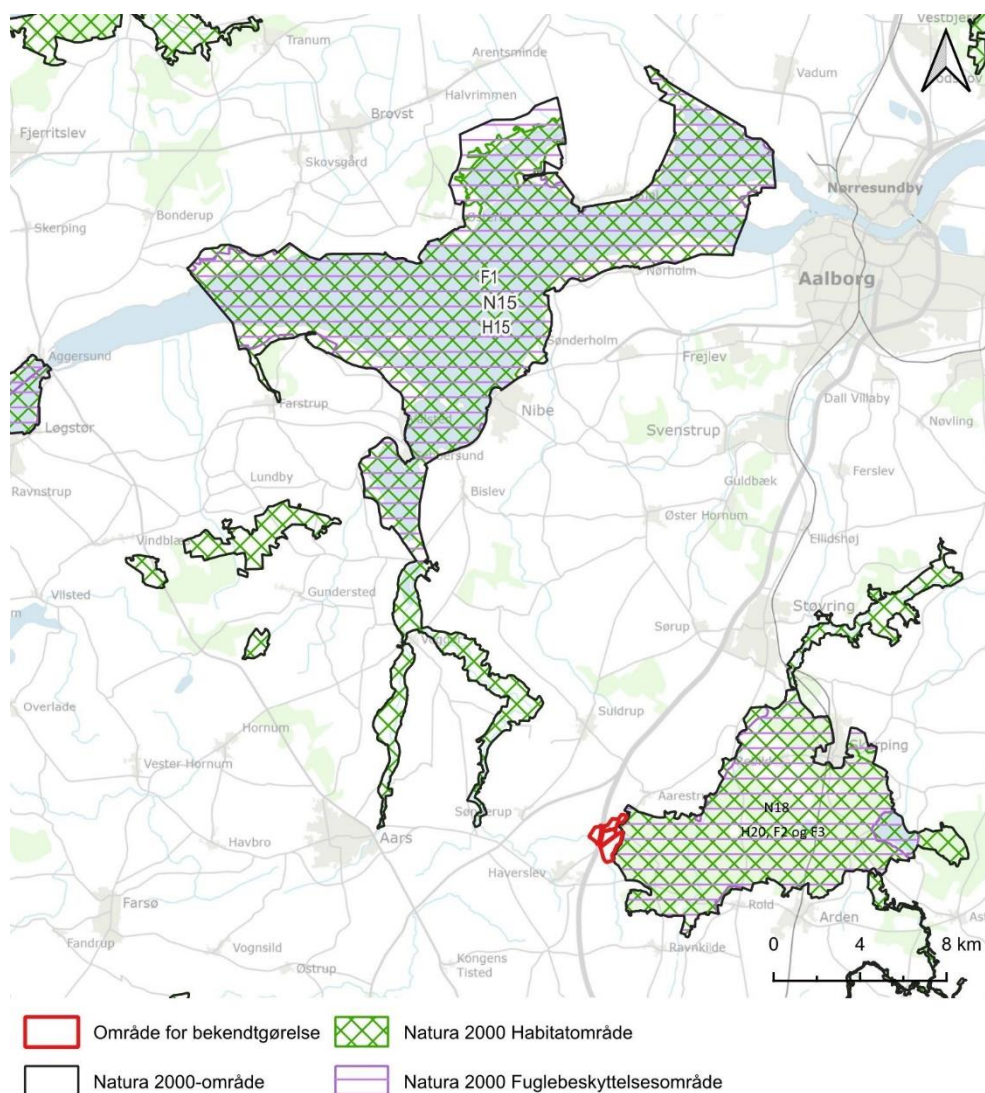 Vestbjerg
Tranum
Arentsminde
Vadum
Halvrimmen
Brovst
Fjerritslev
Skovsgård
Nørresundby
Bonderup
Skerping
Nørholm
F1
N15
H15
Aalborg
Sønderholm
Frejlev
Aggersund
Farstrup
Nibe
Dall Villaby
Løgstør
Svenstrup
Nøvling
Lundby
Bislev
Guldbæk
Ferslev
Ravnstrup
Øster Hornum
Vindblæs
Ellidshøj
Gundersted
Vilsted
Støvring
Sørup
Overlade
Suldrup
Hornum
Skørping
Vester Hornum
Aarestrup
N18
H20, F2 og F3
Sønderup
Havbro
Aars
Haverslev
Farsø
Rold
Arden
Fandrup
Vognsild
Ravnkilde
Kongens
Tisted
Østrup
0 4 8 km
Område for bekendtgørelse
Natura 2000 Habitatområde
Natura 2000-område
Natura 2000 Fuglebeskyttelsesområde